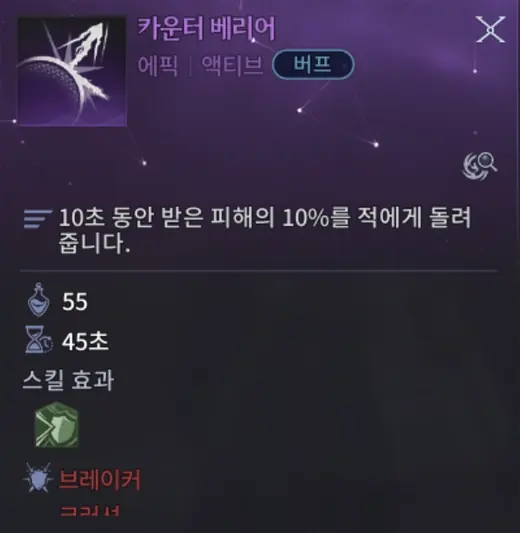 카운터 베리어
에픽 | 액티브 버프
10초 동안 받은 피해의 10%를 적에게 돌려
줍니다.
55
45초
스킬 효과
브레이커